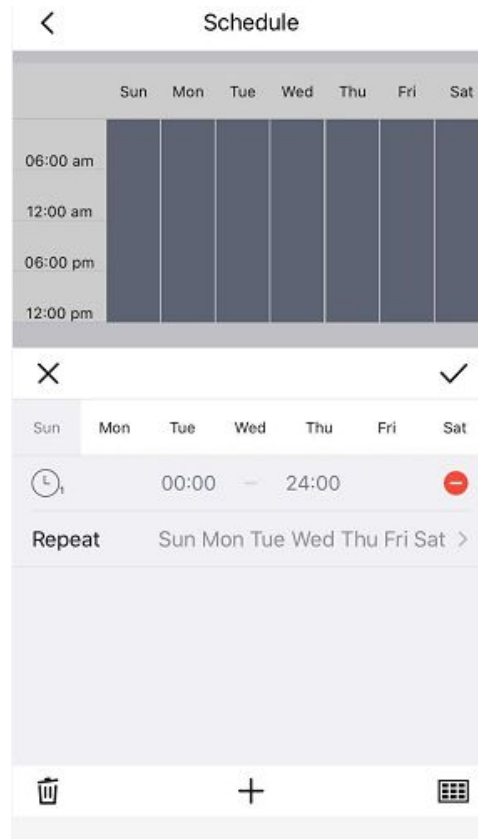 Schedule
Sun Mon Tue Wed Thu Fri Sat
06:00 am
12:00 am
06:00 pm
12:00 pm
Sun Mon Tue Wed Thu Fri Sat
1 00:00 – 24:00
Repeat Sun Mon Tue Wed Thu Fri Sat >